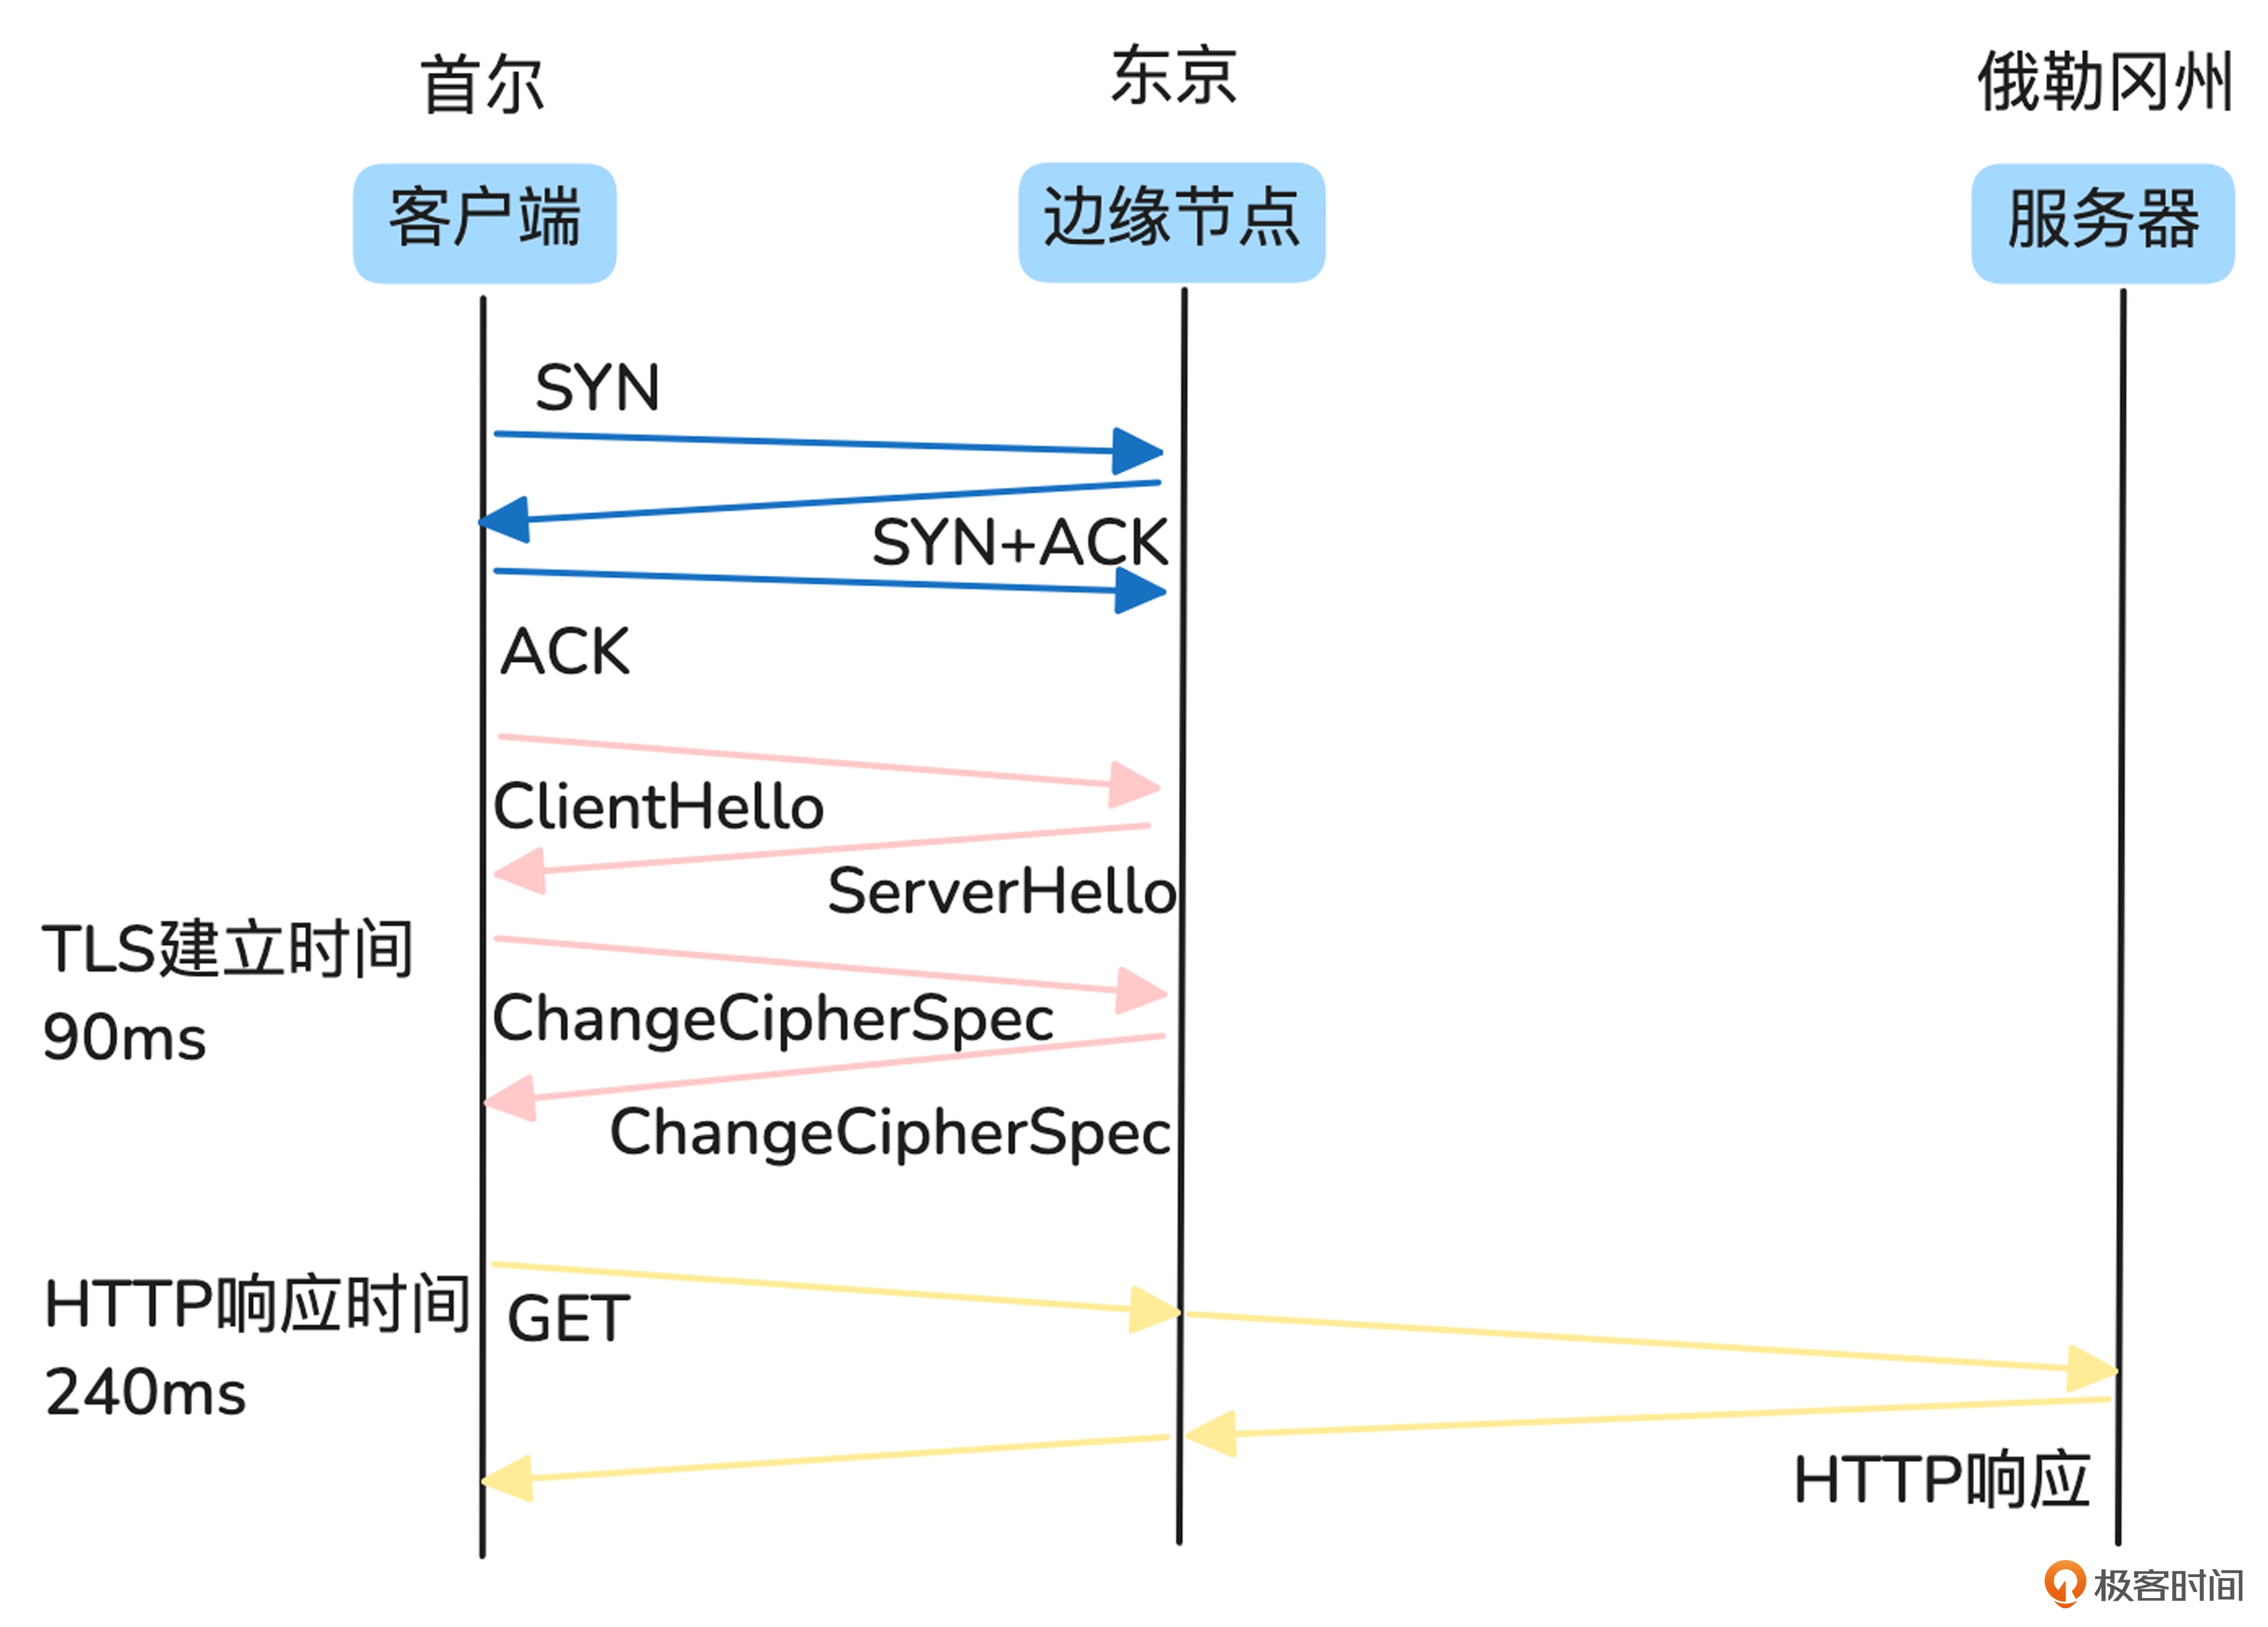 首尔
东京
俄勒冈州
客户端
边缘节点
服务器
SYN
SYN+ACK
ACK
ClientHello
ServerHello
TLS建立时间
90ms
ChangeCipherSpec
ChangeCipherSpec
HTTP响应时间
240ms
GET
HTTP响应
极客时间